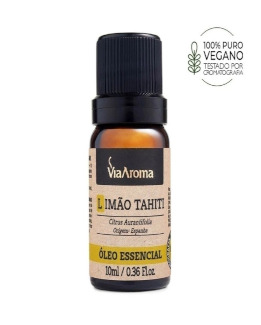 100% PURO
VEGANO
TESTADO POR
CROMATOGRAFIA
ViaAroma
LIMÃO TAHITI
Citrus Aurantifolia
Origem: Espanha
ÓLEO ESSENCIAL
10ml / 0.36 Fl.oz